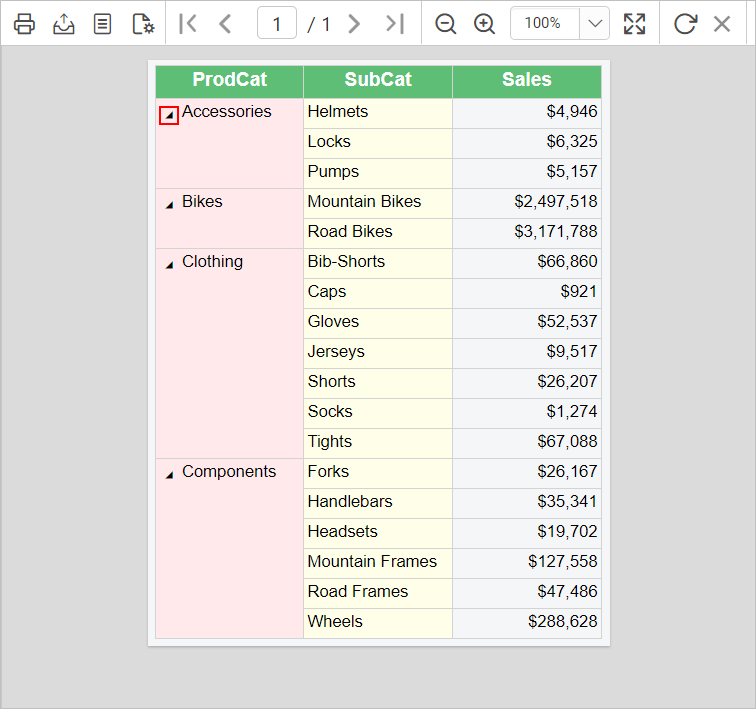 1 / 1 100%
ProdCat SubCat Sales
Accessories Helmets $4,946
Locks $6,325
Pumps $5,157
Bikes Mountain Bikes $2,497,518
Road Bikes $3,171,788
Clothing Bib-Shorts $66,860
Caps $921
Gloves $52,537
Jerseys $9,517
Shorts $26,207
Socks $1,274
Tights $67,088
Components Forks $26,167
Handlebars $35,341
Headsets $19,702
Mountain Frames $127,558
Road Frames $47,486
Wheels $288,628